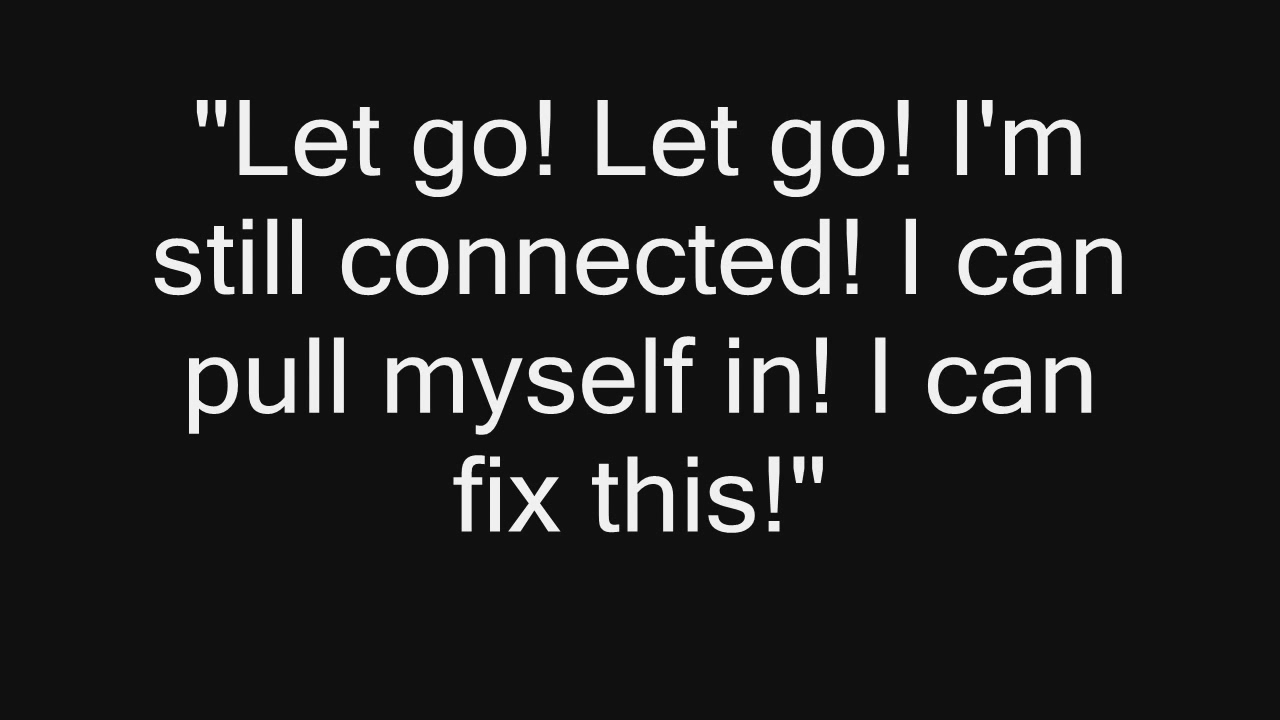 "Let go! Let go! I'm
still connected! I can
pull myself in! I can
fix this!"